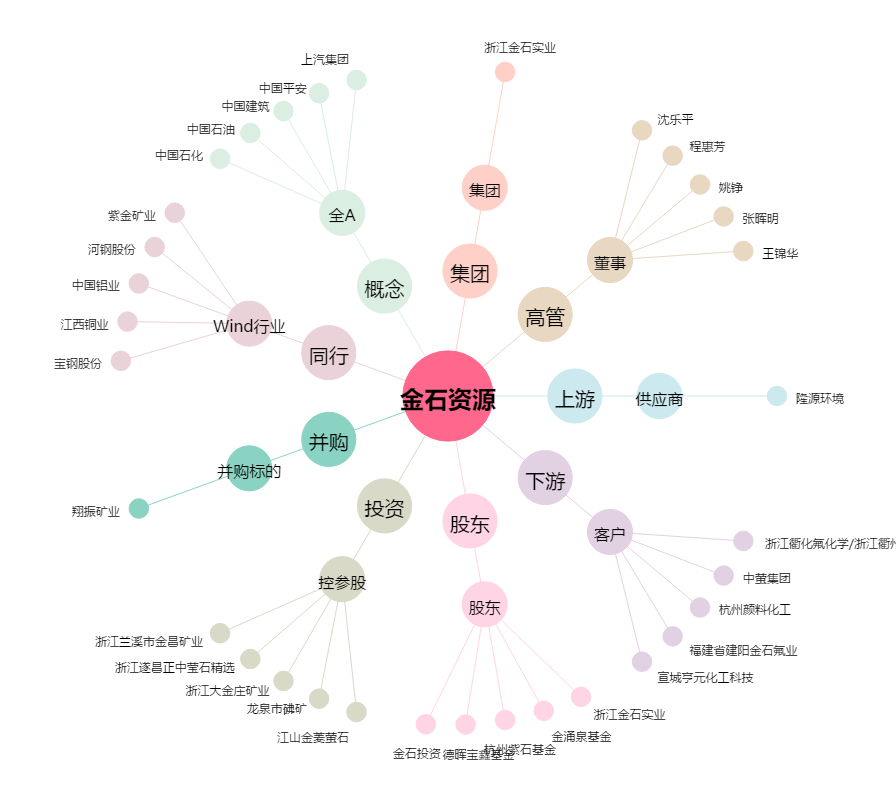 浙江金石实业
上汽集团
中国平安
中国建筑
中国石油
中国石化
全A
概念
集团
集团
沈乐平
程惠芳
姚铮
张晖明
王锦华
董事
高管
紫金矿业
河钢股份
中国铝业
江西铜业
宝钢股份
Wind行业
同行
金石资源
上游
供应商
隆源环境
并购
并购标的
翔振矿业
下游
客户
浙江衢化氟化学/浙江衢
中萤集团
杭州颜料化工
福建省建阳金石氟业
宣城亨元化工科技
投资
控参股
浙江兰溪市金昌矿业
浙江遂昌正中莹石精选
浙江大金庄矿业
龙泉市砩矿
江山金菱萤石
股东
股东
浙江金石实业
金涌泉基金
杭州紫石基金
德晖宝鑫基金
金石投资